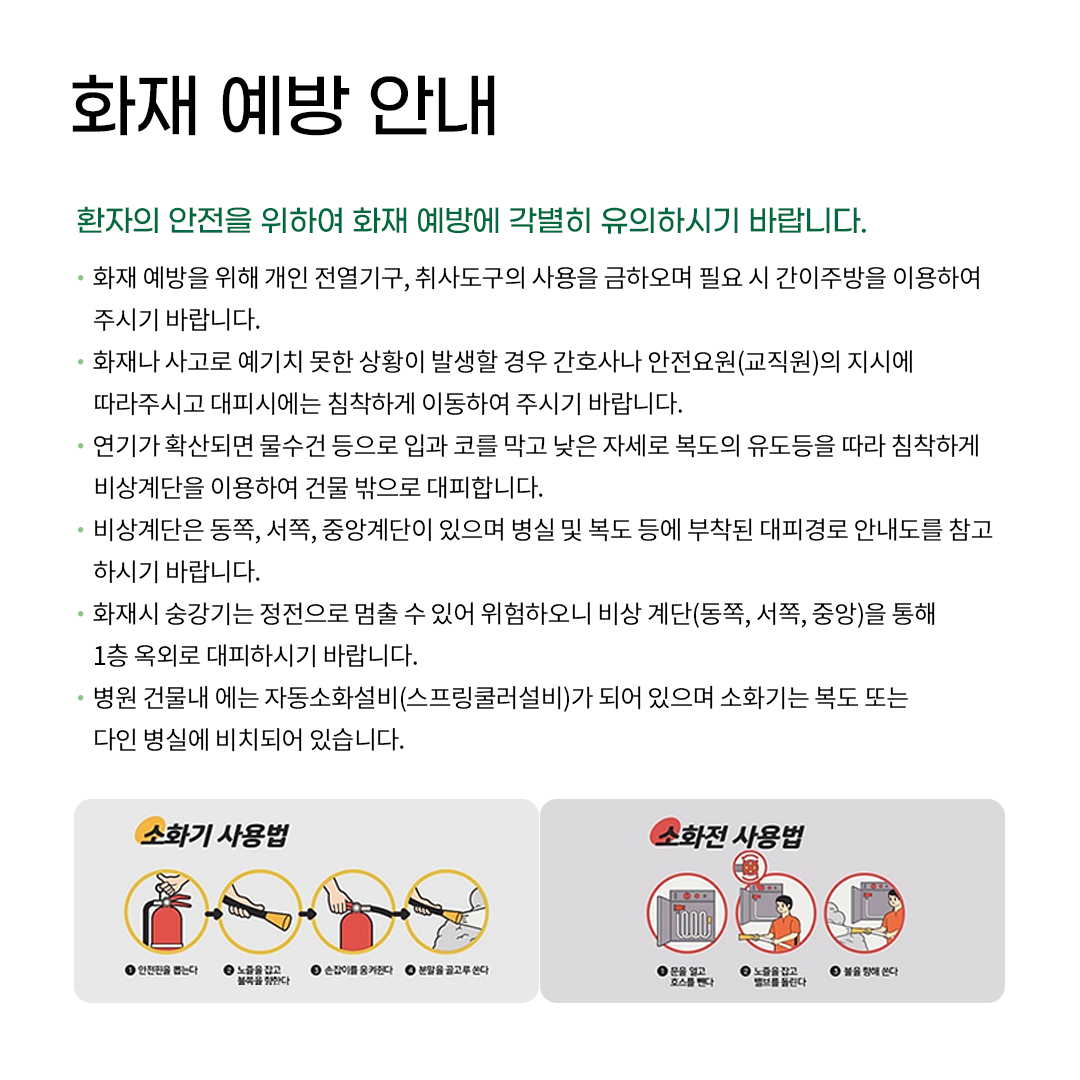 화재 예방 안내
환자의 안전을 위하여 화재 예방에 각별히 유의하시기 바랍니다.
• 화재 예방을 위해 개인 전열기구, 취사도구의 사용을 금하오며 필요 시 간이주방을 이용하여
주시기 바랍니다.
• 화재나 사고로 예기치 못한 상황이 발생할 경우 간호사나 안전요원(교직원)의 지시에
따라주시고 대피시에는 침착하게 이동하여 주시기 바랍니다.
• 연기가 확산되면 물수건 등으로 입과 코를 막고 낮은 자세로 복도의 유도등을 따라 침착하게
비상계단을 이용하여 건물 밖으로 대피합니다.
• 비상계단은 동쪽, 서쪽, 중앙계단이 있으며 병실 및 복도 등에 부착된 대피경로 안내도를 참고
하시기 바랍니다.
• 화재시 숭강기는 정전으로 멈출 수 있어 위험하오니 비상 계단(동쪽, 서쪽, 중앙)을 통해
1층 옥외로 대피하시기 바랍니다.
• 병원 건물내 에는 자동소화설비(스프링쿨러설비)가 되어 있으며 소화기는 복도 또는
다인 병실에 비치되어 있습니다.
소화기 사용법
❶ 안전핀을 뽑는다
❷ 노즐을 잡고
불쪽을 향한다
❸ 손잡이를 움켜쥔다
❹ 분말을 골고루 쏜다
소화전 사용법
❶ 문을 열고
호스를 뺀다
❷ 노즐을 잡고
밸브를 돌린다
❸ 불을 향해 쏜다